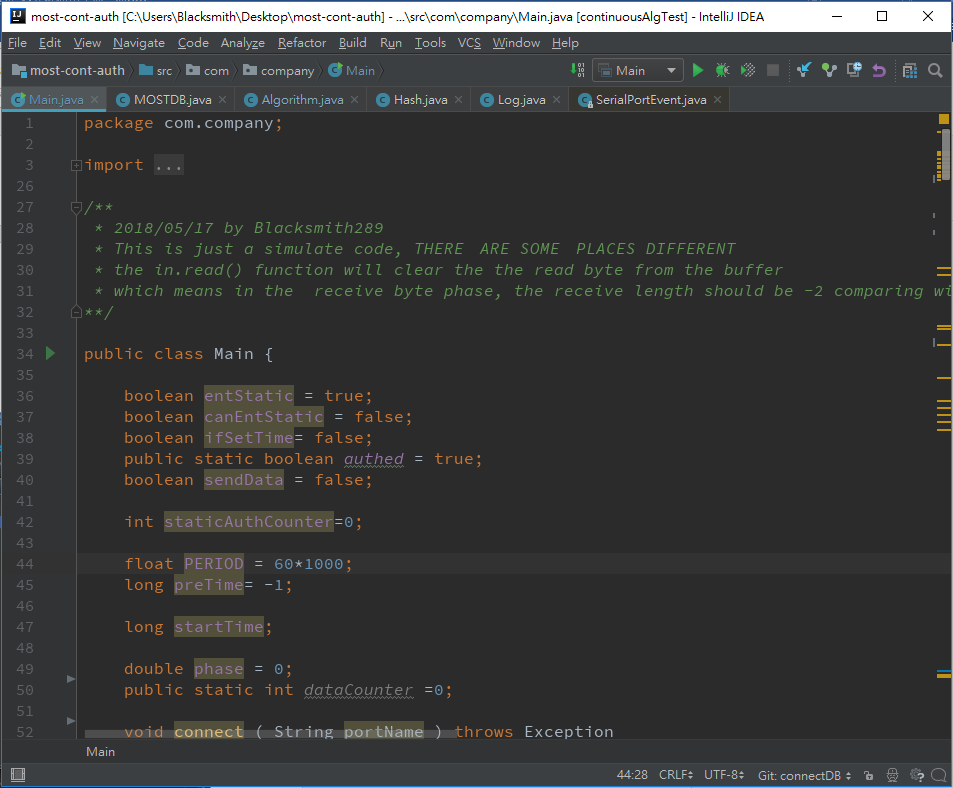 most-cont-auth [C:\Users\Blacksmith\Desktop\most-cont-auth] - ...\src\com\company\Main.java [continuousAlgTest] - IntelliJ IDEA
File Edit View Navigate Code Analyze Refactor Build Run Tools VCS Window Help
most-cont-auth src com company Main Main
Main.java MOSTDB.java Algorithm.java Hash.java Log.java SerialPortEvent.java
1 package com.company;
2
3 import ...
26
27 /**
28 * 2018/05/17 by Blacksmith289
29 * This is just a simulate code, THERE ARE SOME PLACES DIFFERENT
30 * the in.read() function will clear the the read byte from the buffer
31 * which means in the receive byte phase, the receive length should be -2 comparing wi
32 **/
33
34 public class Main {
35
36 boolean entStatic = true;
37 boolean canEntStatic = false;
38 boolean ifSetTime= false;
39 public static boolean authed = true;
40 boolean sendData = false;
41
42 int staticAuthCounter=0;
43
44 float PERIOD = 60*1000;
45 long preTime= -1;
46
47 long startTime;
48
49 double phase = 0;
50 public static int dataCounter =0;
51
52 void connect ( String portName ) throws Exception
Main
44:28 CRLF UTF-8 Git: connectDB